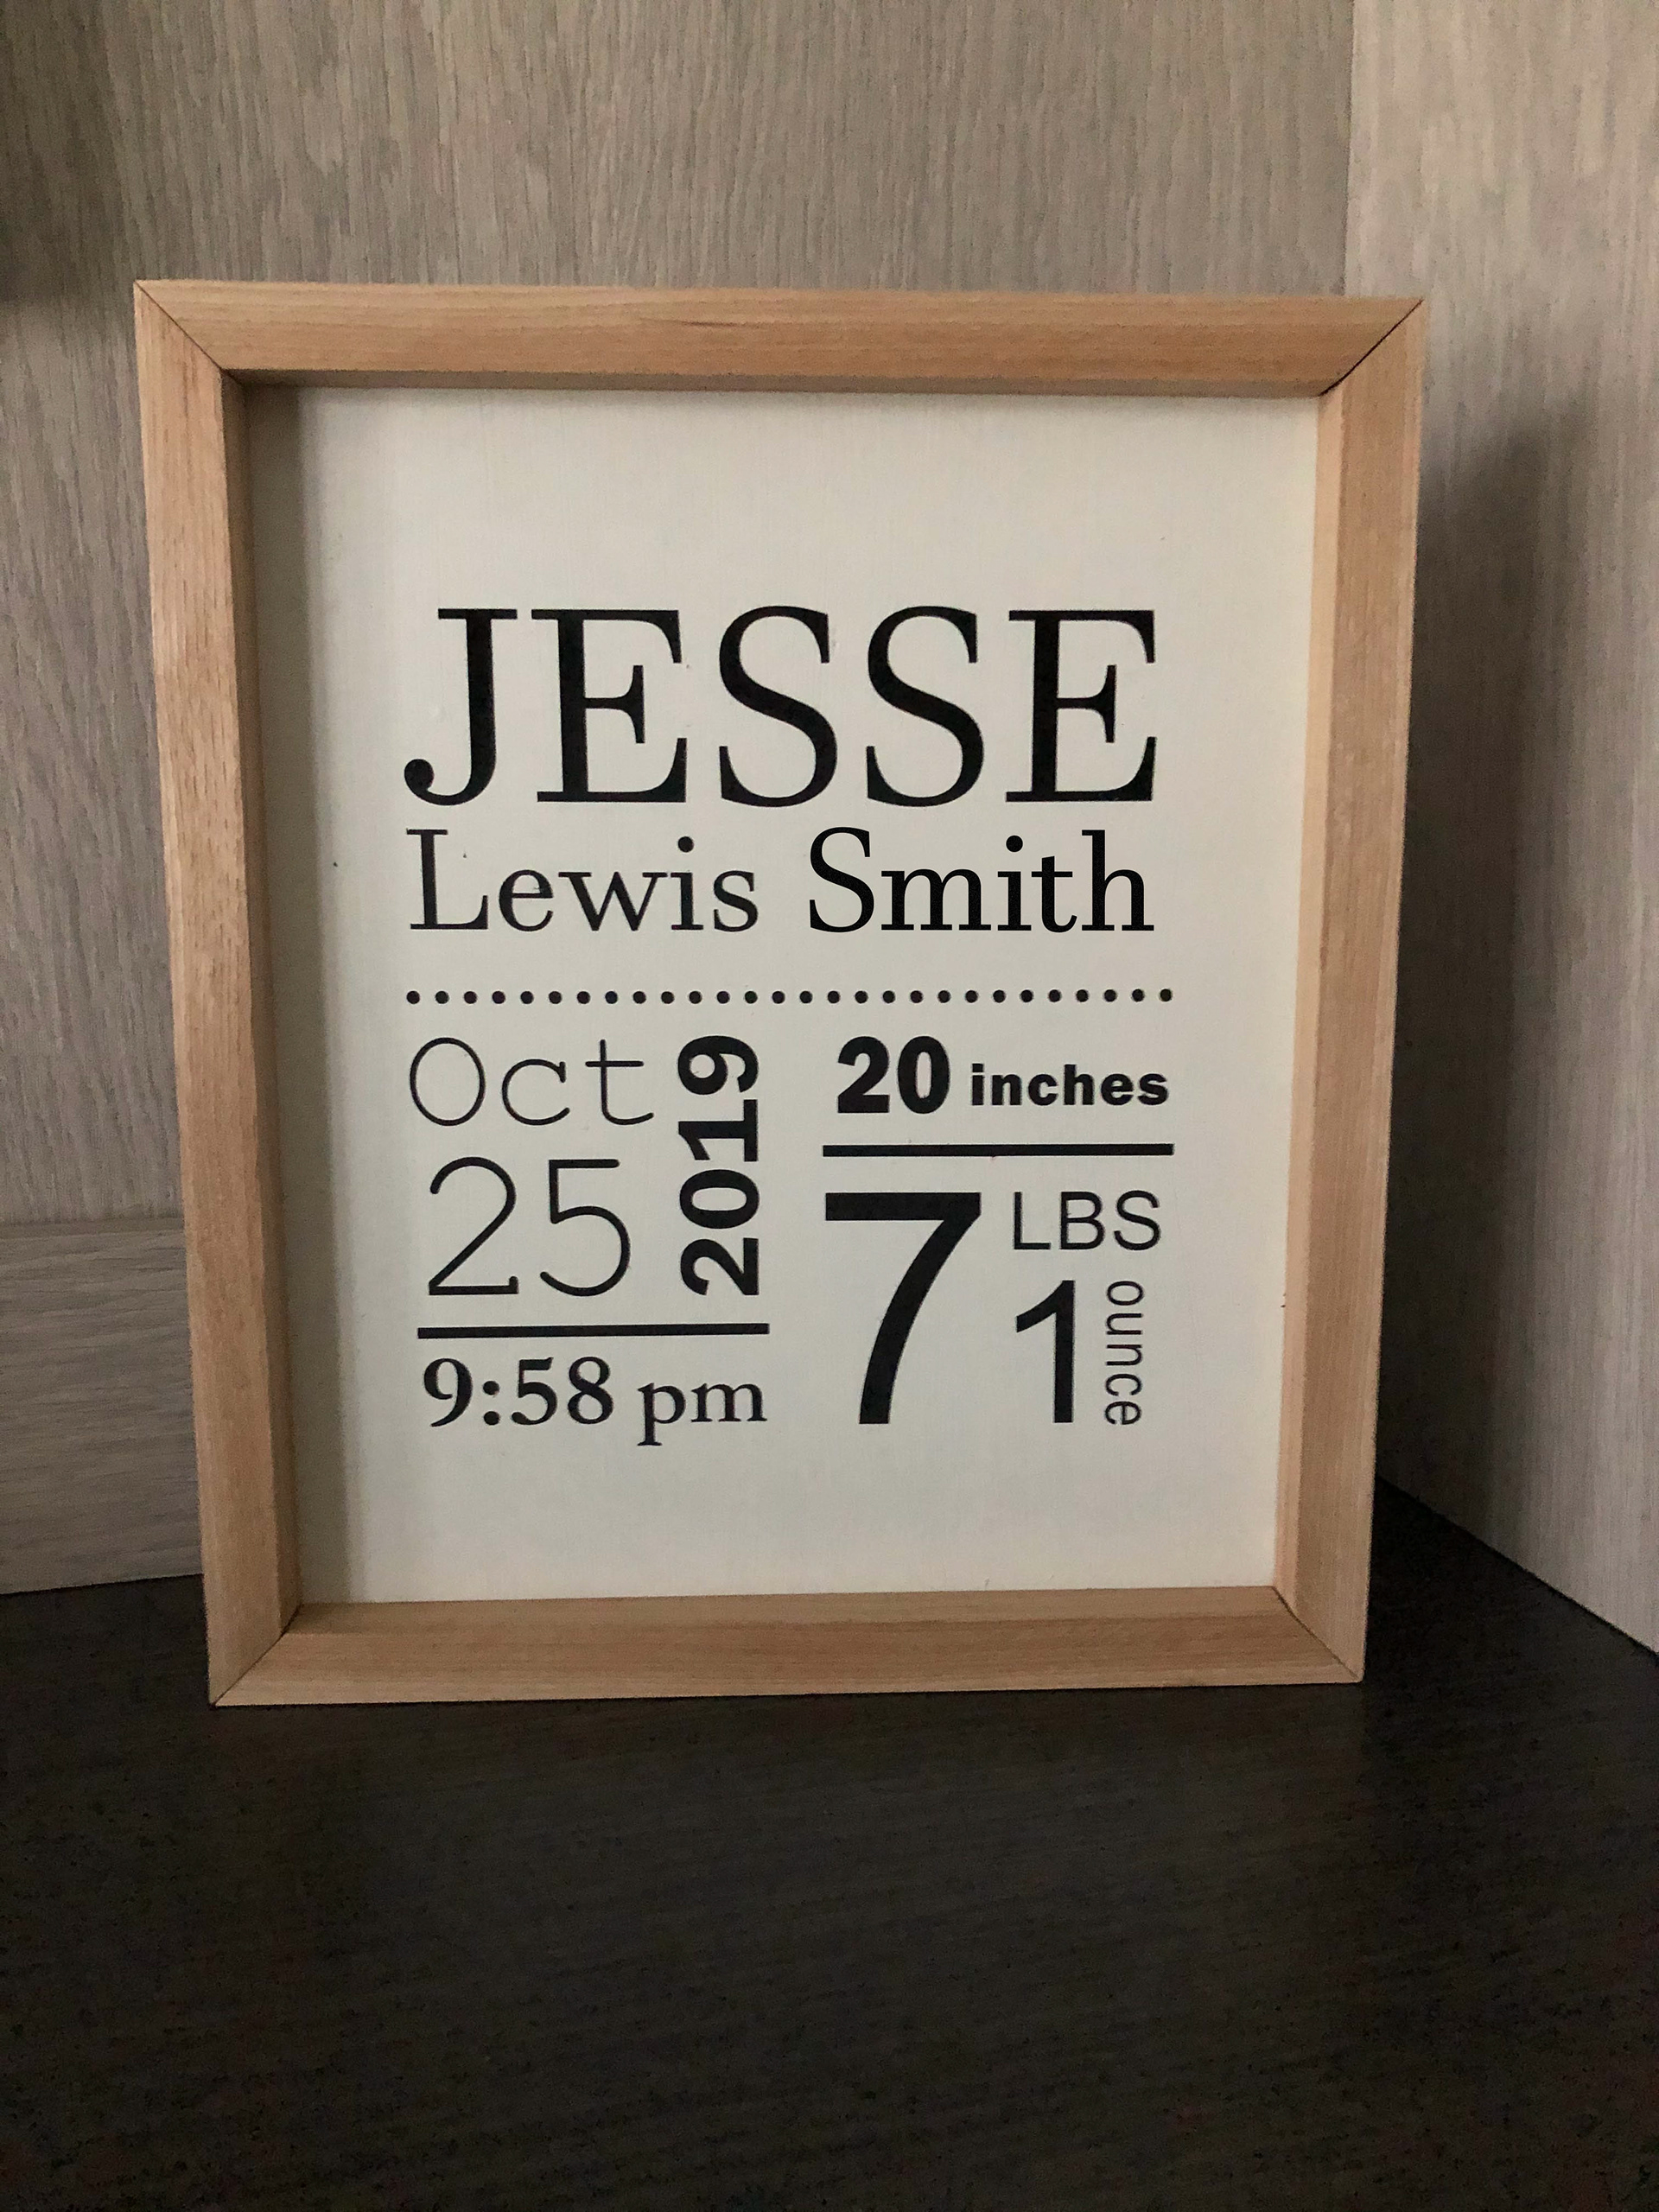 JESSE
Lewis Smith
Oct
25
2019
9:58 pm
20 inches
7
LBS
1
ounce